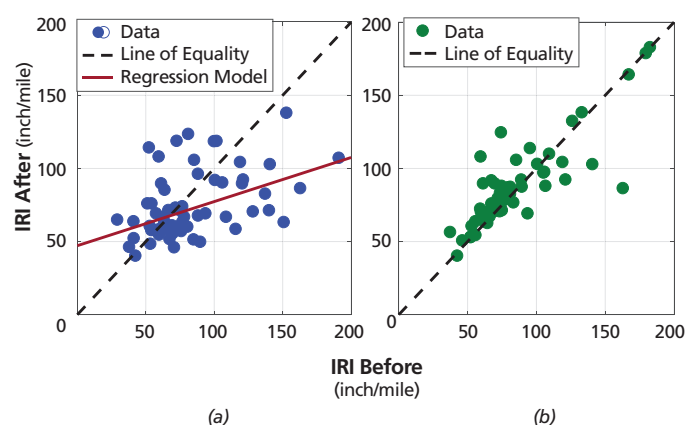 200
150
100
50
0
50
100
150
200
Data
Line of Equality
Regression Model
IRI After (inch/mile)
(a)
200
150
100
50
0
50
100
150
200
Data
Line of Equality
(b)
IRI Before
(inch/mile)